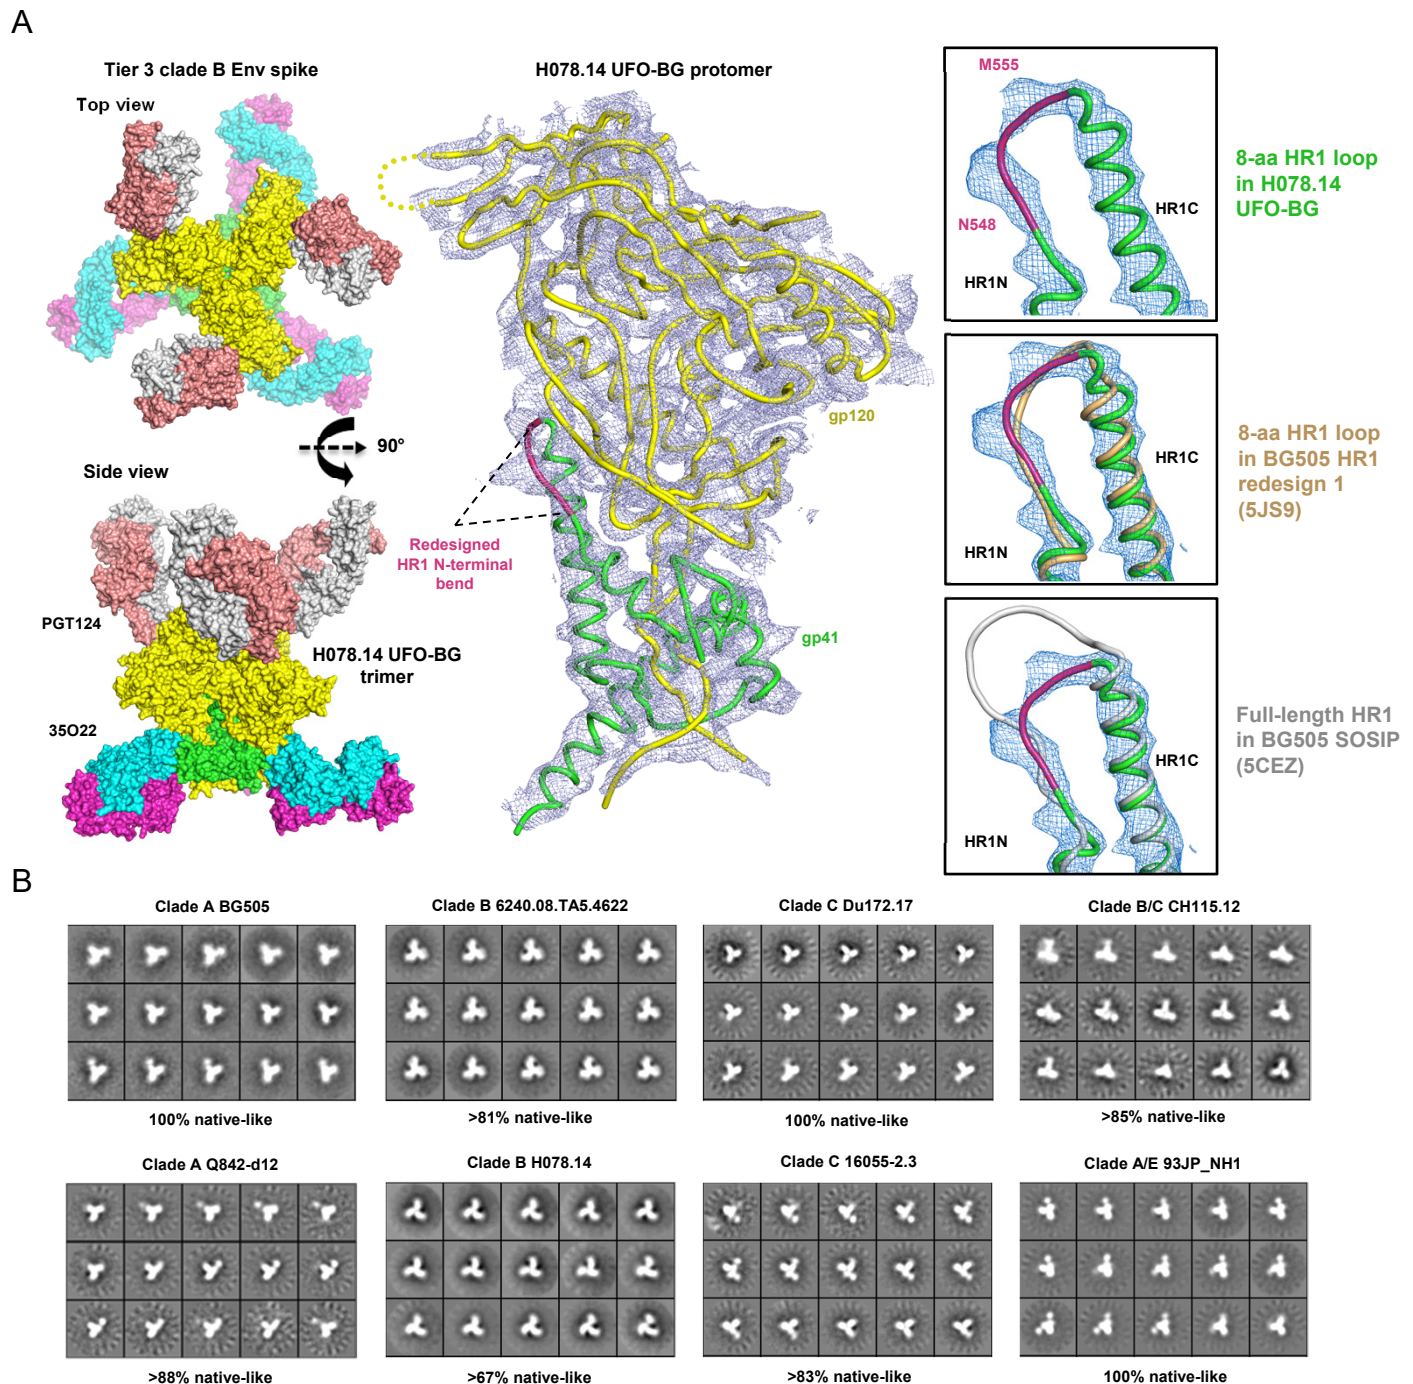 A
Tier 3 clade B Env spike
Top view
90°
Side view
PGT124
H078.14 UFO-BG
trimer
35O22
H078.14 UFO-BG protomer
gp120
Redesigned
HR1 N-terminal
bend
gp41
M555
N548
HR1C
HR1N
8-aa HR1 loop
in H078.14
UFO-BG
HR1C
HR1N
8-aa HR1 loop
in BG505 HR1
redesign 1
(5JS9)
HR1C
HR1N
Full-length HR1
in BG505 SOSIP
(5CEZ)
B
Clade A BG505
Clade B 6240.08.TA5.4622
Clade C Du172.17
Clade B/C CH115.12
100% native-like
>81% native-like
100% native-like
>85% native-like
Clade A Q842-d12
Clade B H078.14
Clade C 16055-2.3
Clade A/E 93JP_NH1
>88% native-like
>67% native-like
>83% native-like
100% native-like